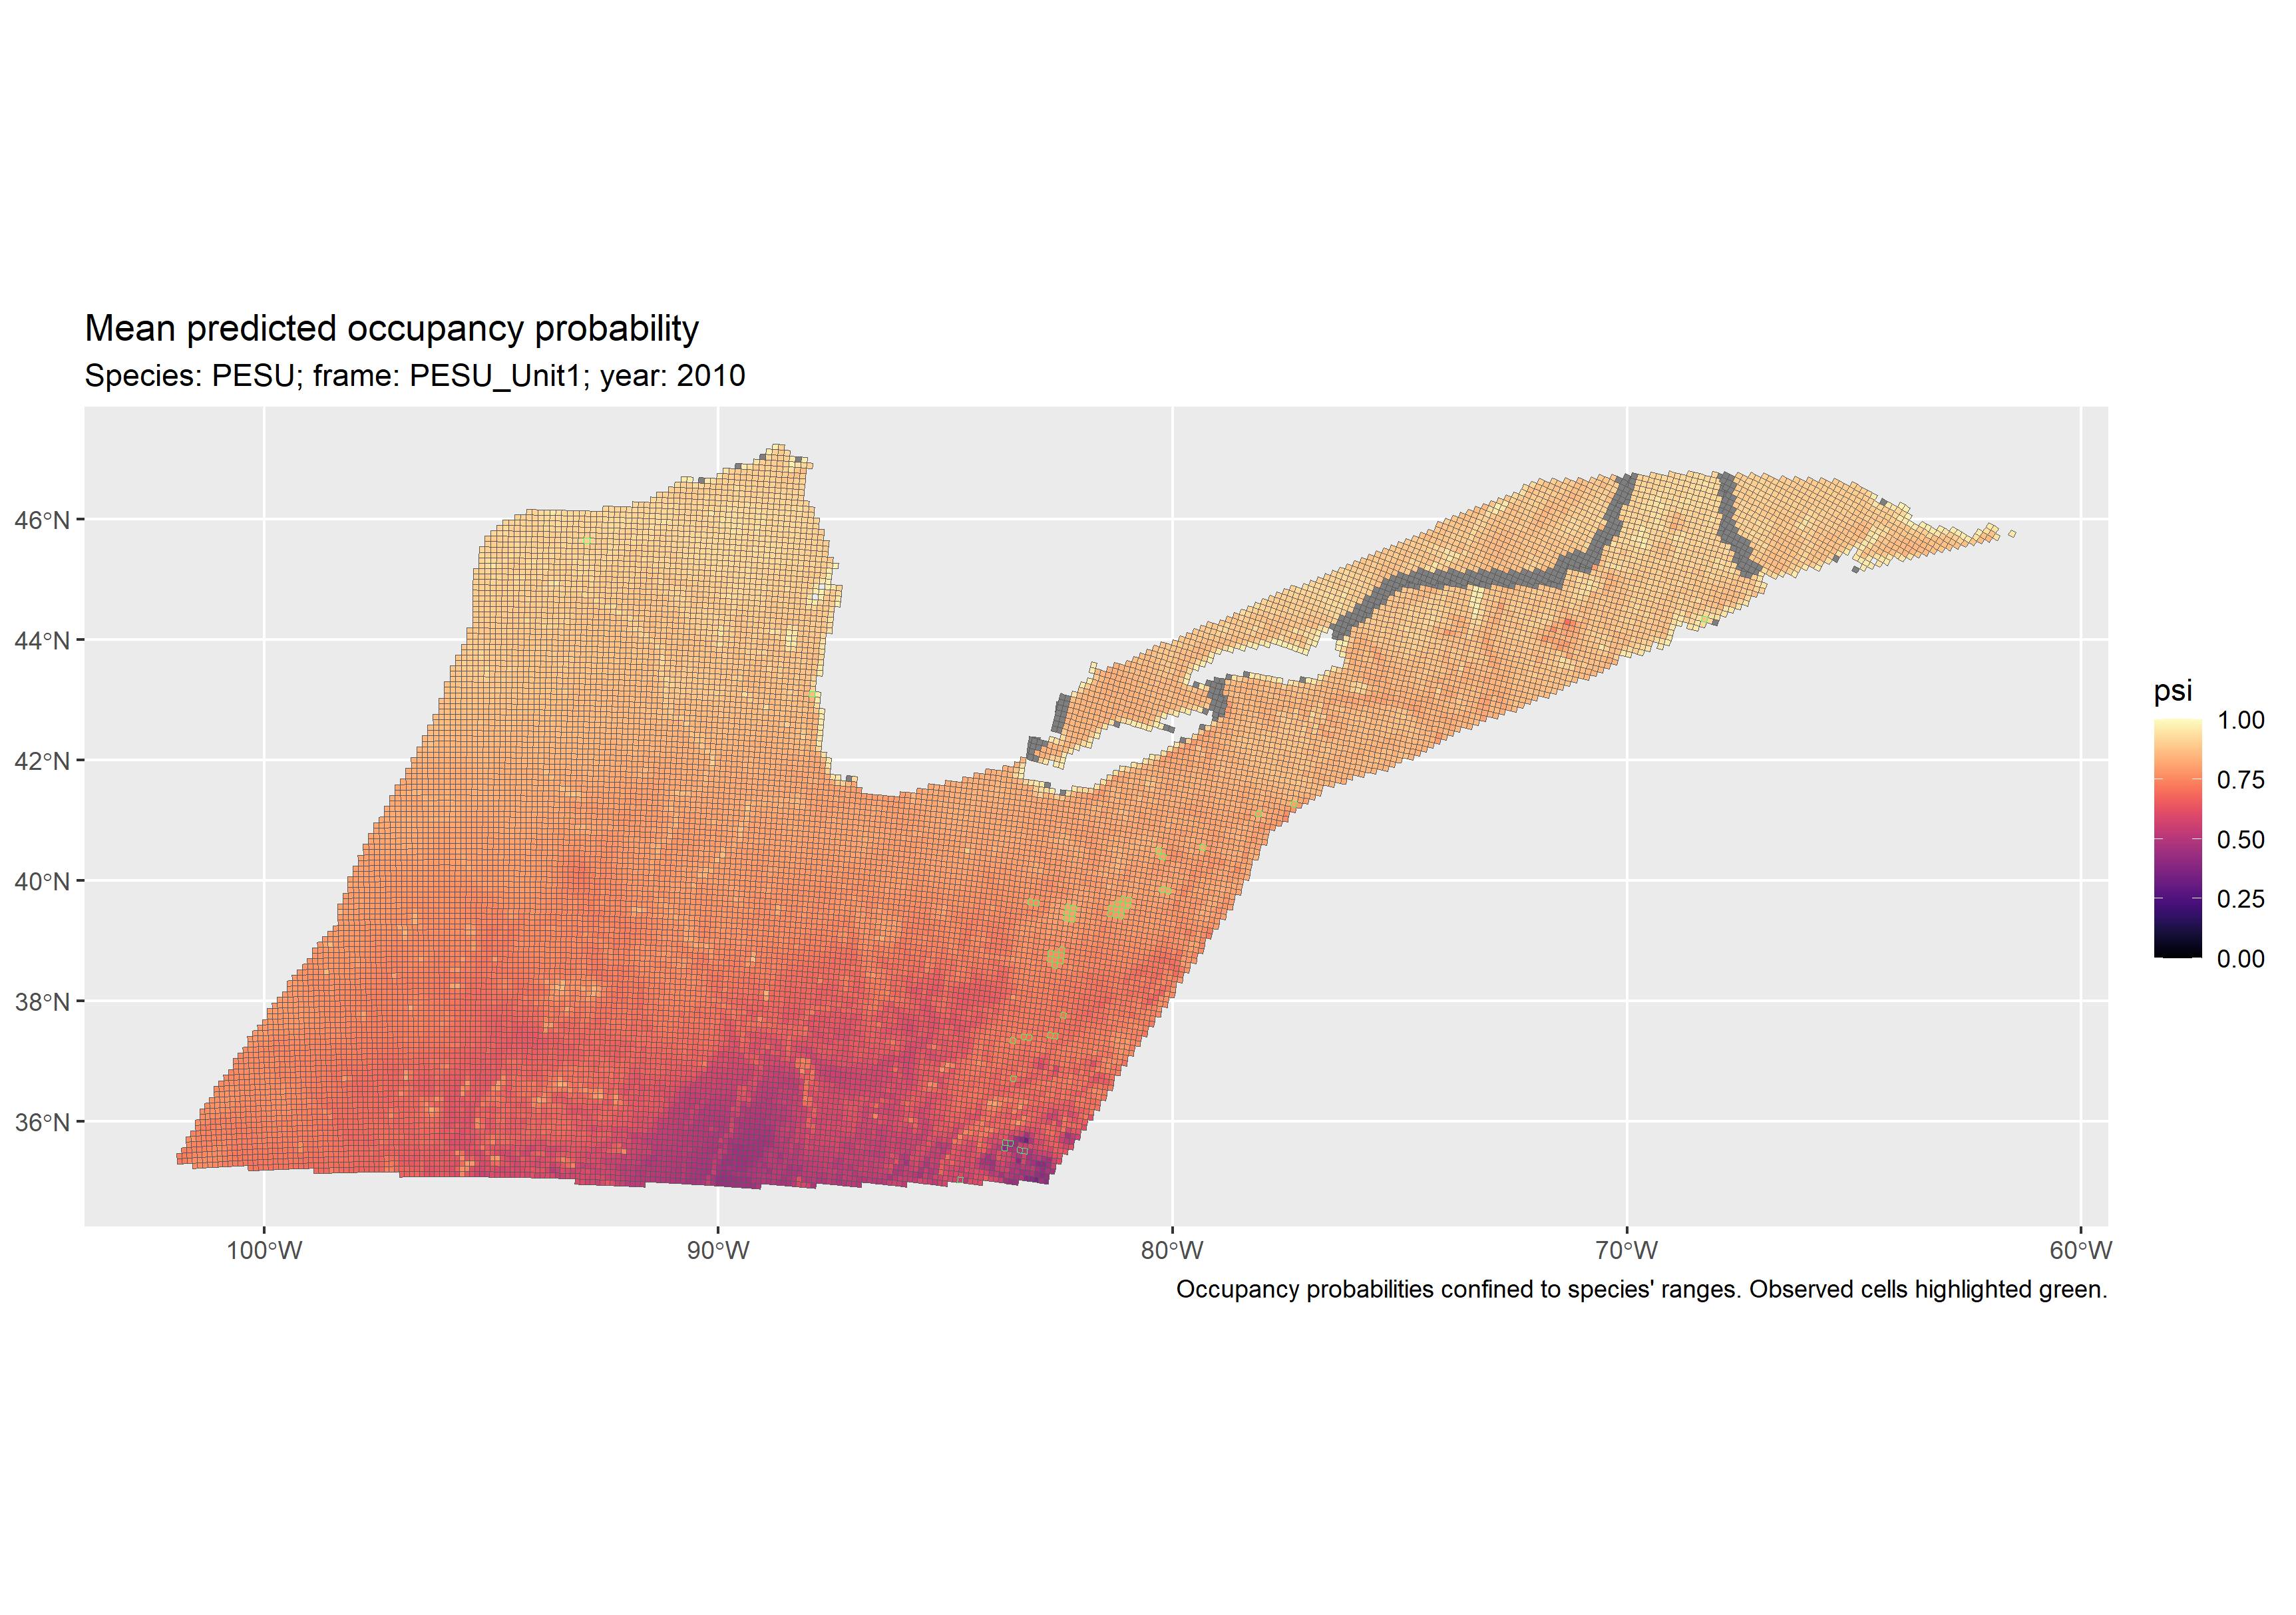 Mean predicted occupancy probability
Species: PESU; frame: PESU_Unit1; year: 2010
46°N
44°N
42°N
40°N
38°N
36°N
100°W
90°W
80°W
70°W
60°W
psi
1.00
0.75
0.50
0.25
0.00
Occupancy probabilities confined to species' ranges. Observed cells highlighted green.